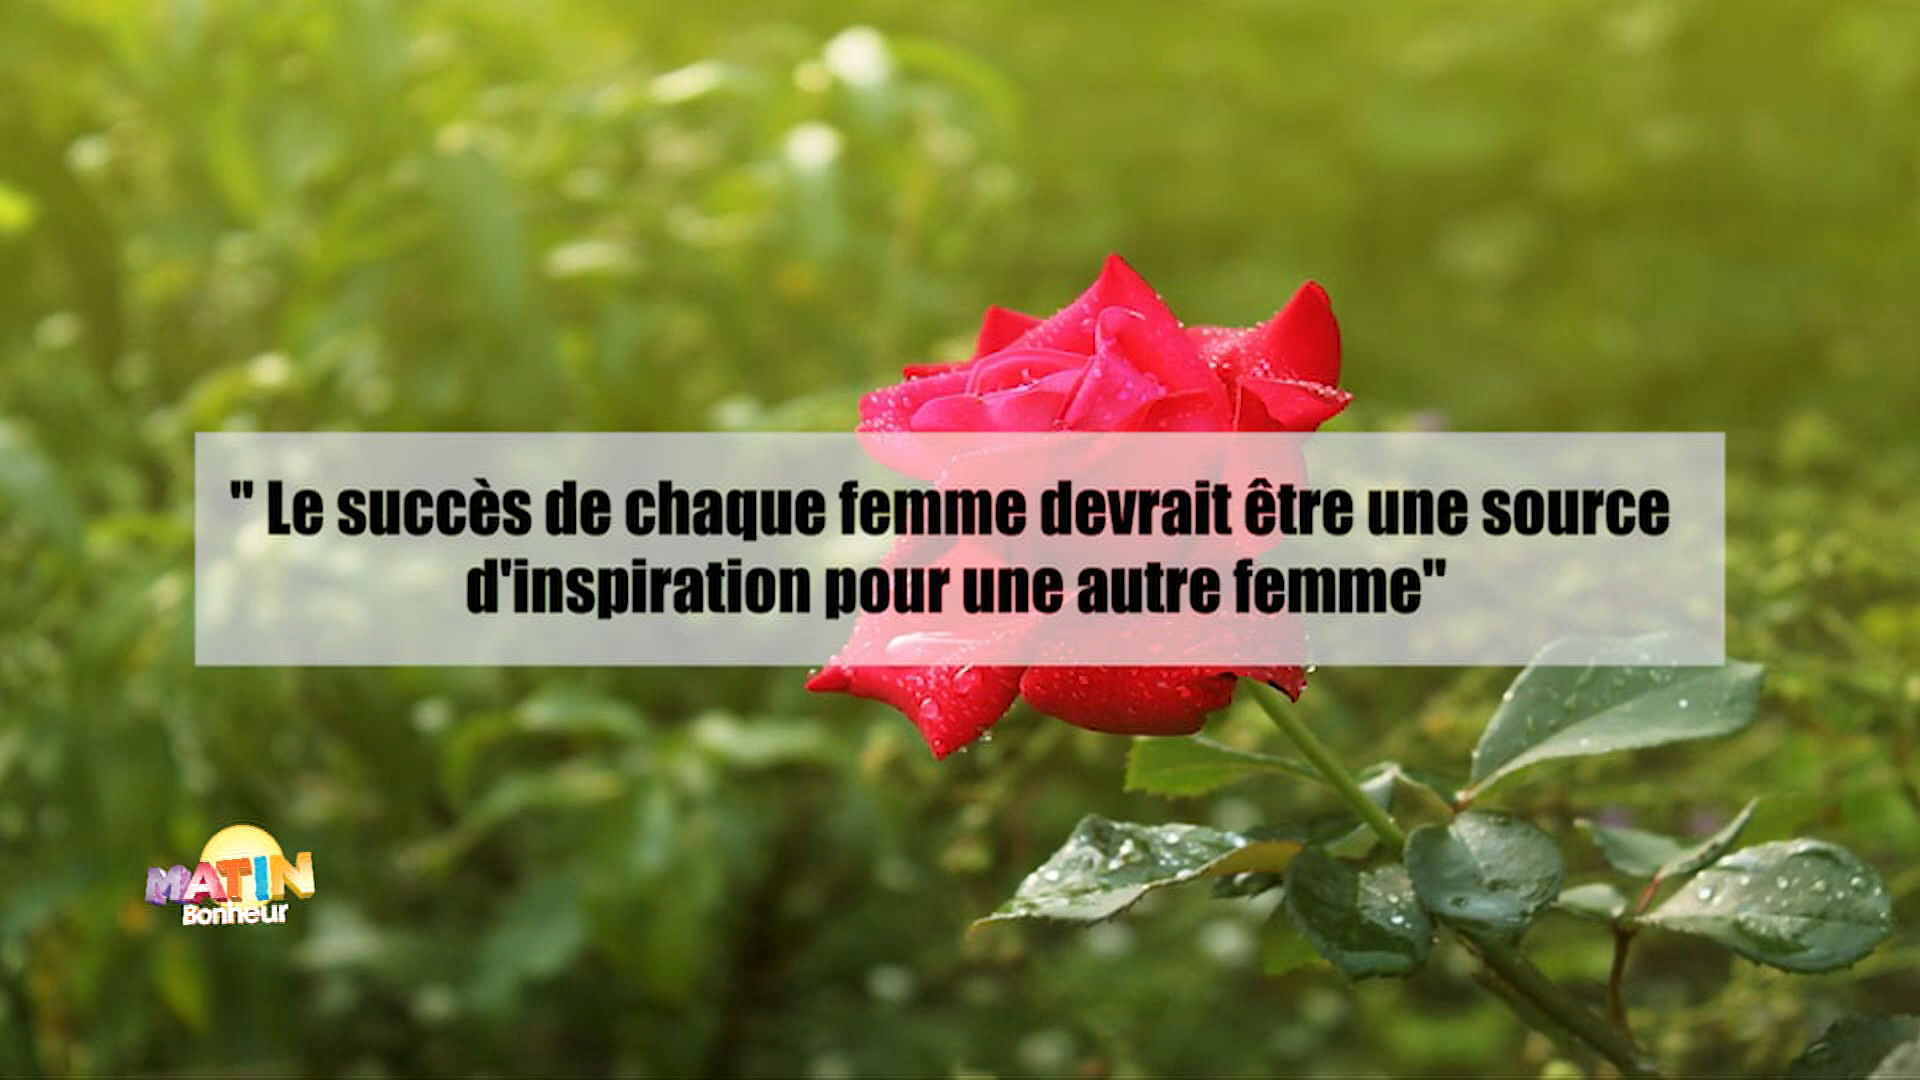 " Le succès de chaque femme devrait être une source
d'inspiration pour une autre femme"
MATIN
Bonheur